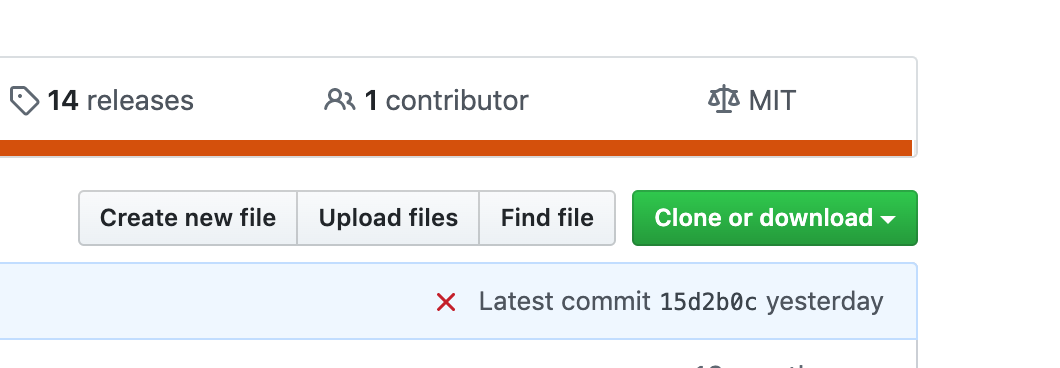 14 releases 1 contributor MIT
Create new file Upload files Find file Clone or download
Latest commit 15d2b0c yesterday